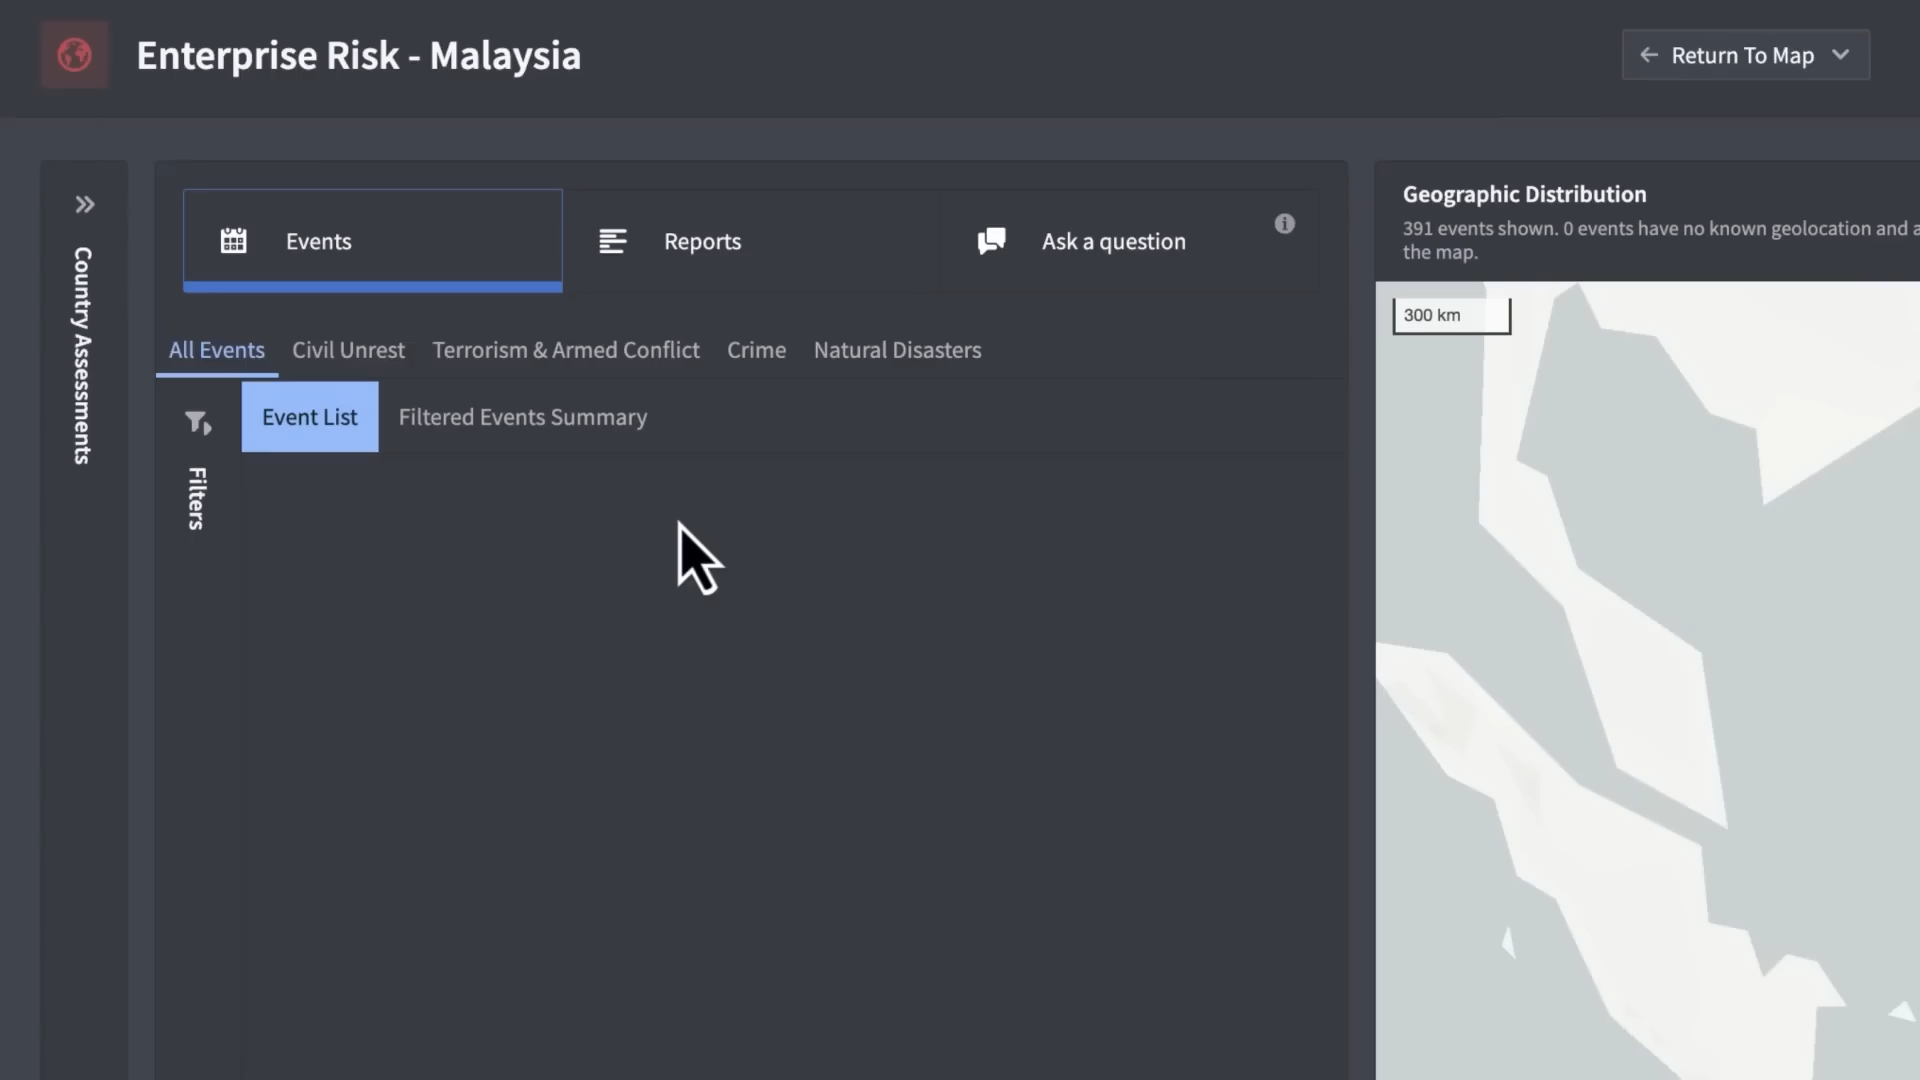 Enterprise Risk - Malaysia
Return To Map
Country Assessments
Events
Reports
Ask a question
All Events
Civil Unrest
Terrorism & Armed Conflict
Crime
Natural Disasters
Filters
Event List
Filtered Events Summary
Geographic Distribution
391 events shown. 0 events have no known geolocation and a
the map.
300 km